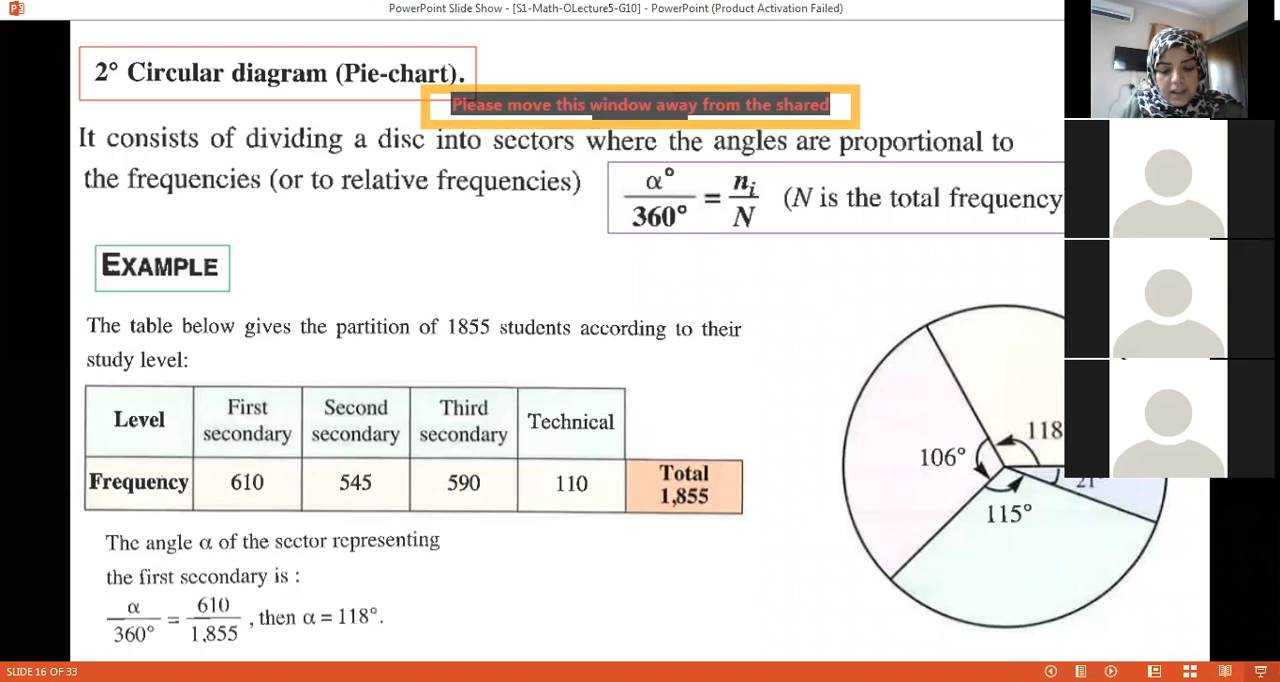 PowerPoint Slide Show - [S1-Math-OLecture5-G10] - PowerPoint (Product Activation Failed)
2° Circular diagram (Pie-chart).
Please move this window away from the shared
It consists of dividing a disc into sectors where the angles are proportional to
the frequencies (or to relative frequencies)
α° / 360° = nᵢ / N (N is the total frequency
EXAMPLE
The table below gives the partition of 1855 students according to their
study level:
Level First secondary Second secondary Third secondary Technical
Frequency 610 545 590 110 Total 1,855
The angle α of the sector representing
the first secondary is :
α / 360° = 610 / 1,855 , then α = 118°.
118
106°
21°
115°
SLIDE 16 OF 33